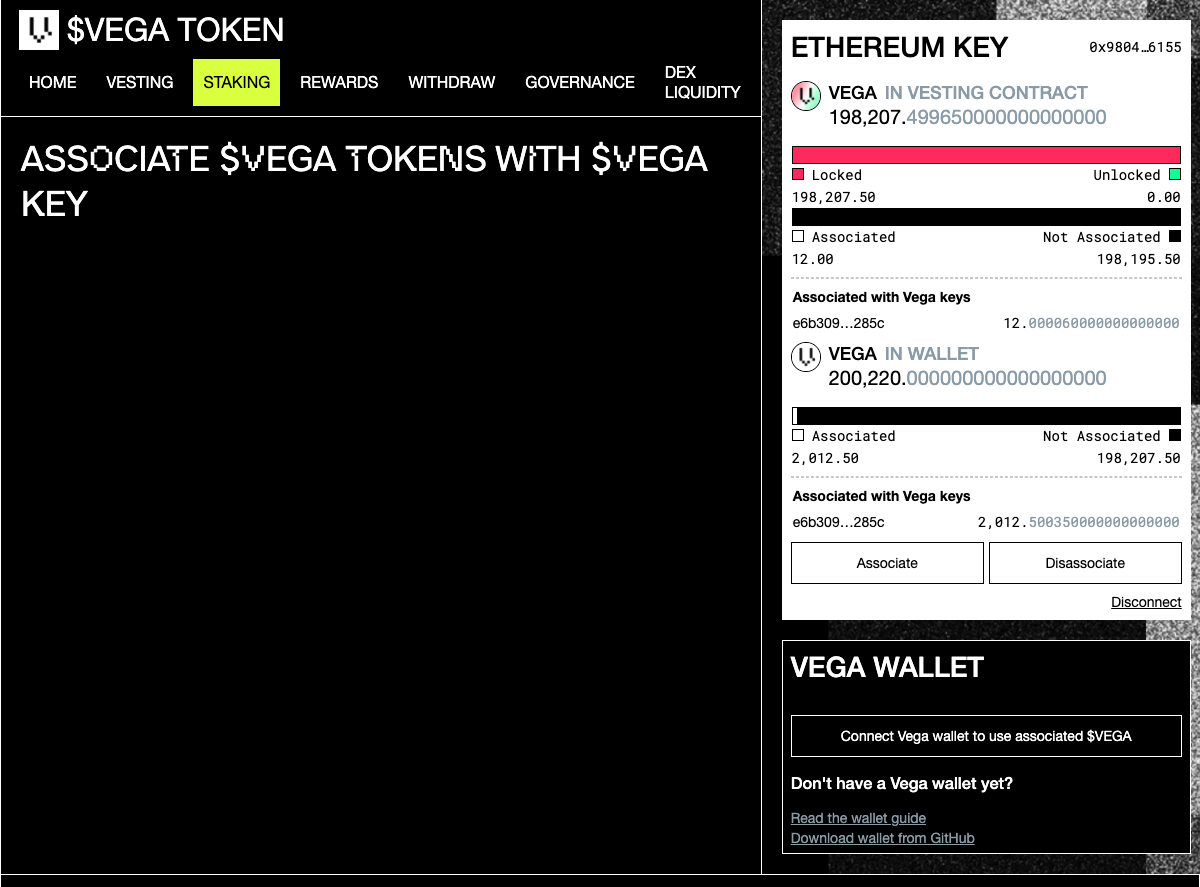 $VEGA TOKEN
HOME VESTING STAKING REWARDS WITHDRAW GOVERNANCE DEX LIQUIDITY
ASSOCIATE $VEGA TOKENS WITH $VEGA
KEY
ETHEREUM KEY 0x9804…6155
VEGA IN VESTING CONTRACT
198,207.499650000000000000
Locked Unlocked
198,207.50 0.00
Associated Not Associated
12.00 198,195.50
Associated with Vega keys
e6b309…285c 12.000060000000000000
VEGA IN WALLET
200,220.000000000000000000
Associated Not Associated
2,012.50 198,207.50
Associated with Vega keys
e6b309…285c 2,012.500350000000000000
Associate Disassociate
Disconnect
VEGA WALLET
Connect Vega wallet to use associated $VEGA
Don't have a Vega wallet yet?
Read the wallet guide
Download wallet from GitHub